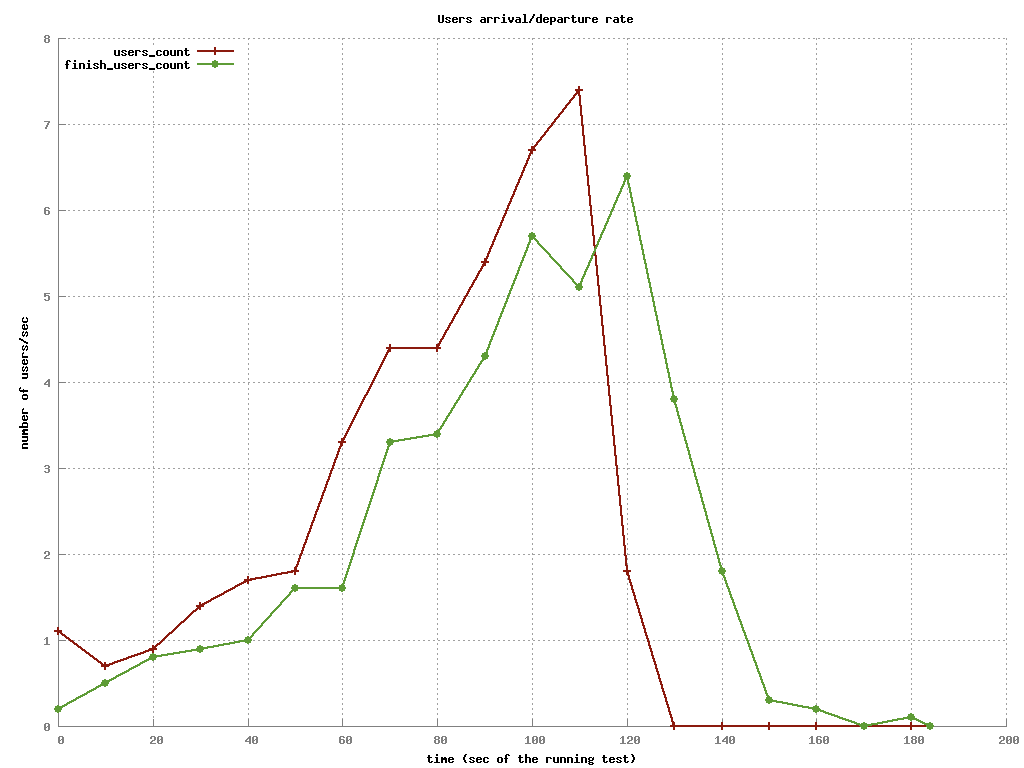 Users arrival/departure rate
users_count
finish_users_count
8
7
6
5
4
3
2
1
0
number of users/sec
0 20 40 60 80 100 120 140 160 180 200
time (sec of the running test)